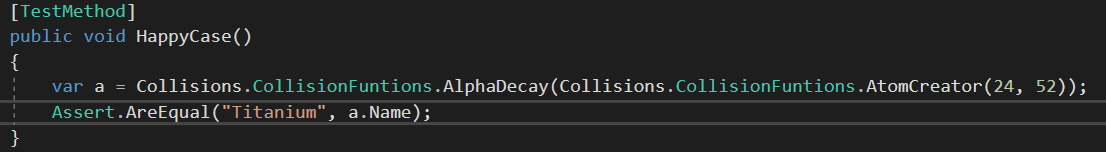 [TestMethod]
public void HappyCase()
{
var a = Collisions.CollisionFuntions.AlphaDecay(Collisions.CollisionFuntions.AtomCreator(24, 52));
Assert.AreEqual("Titanium", a.Name);
}